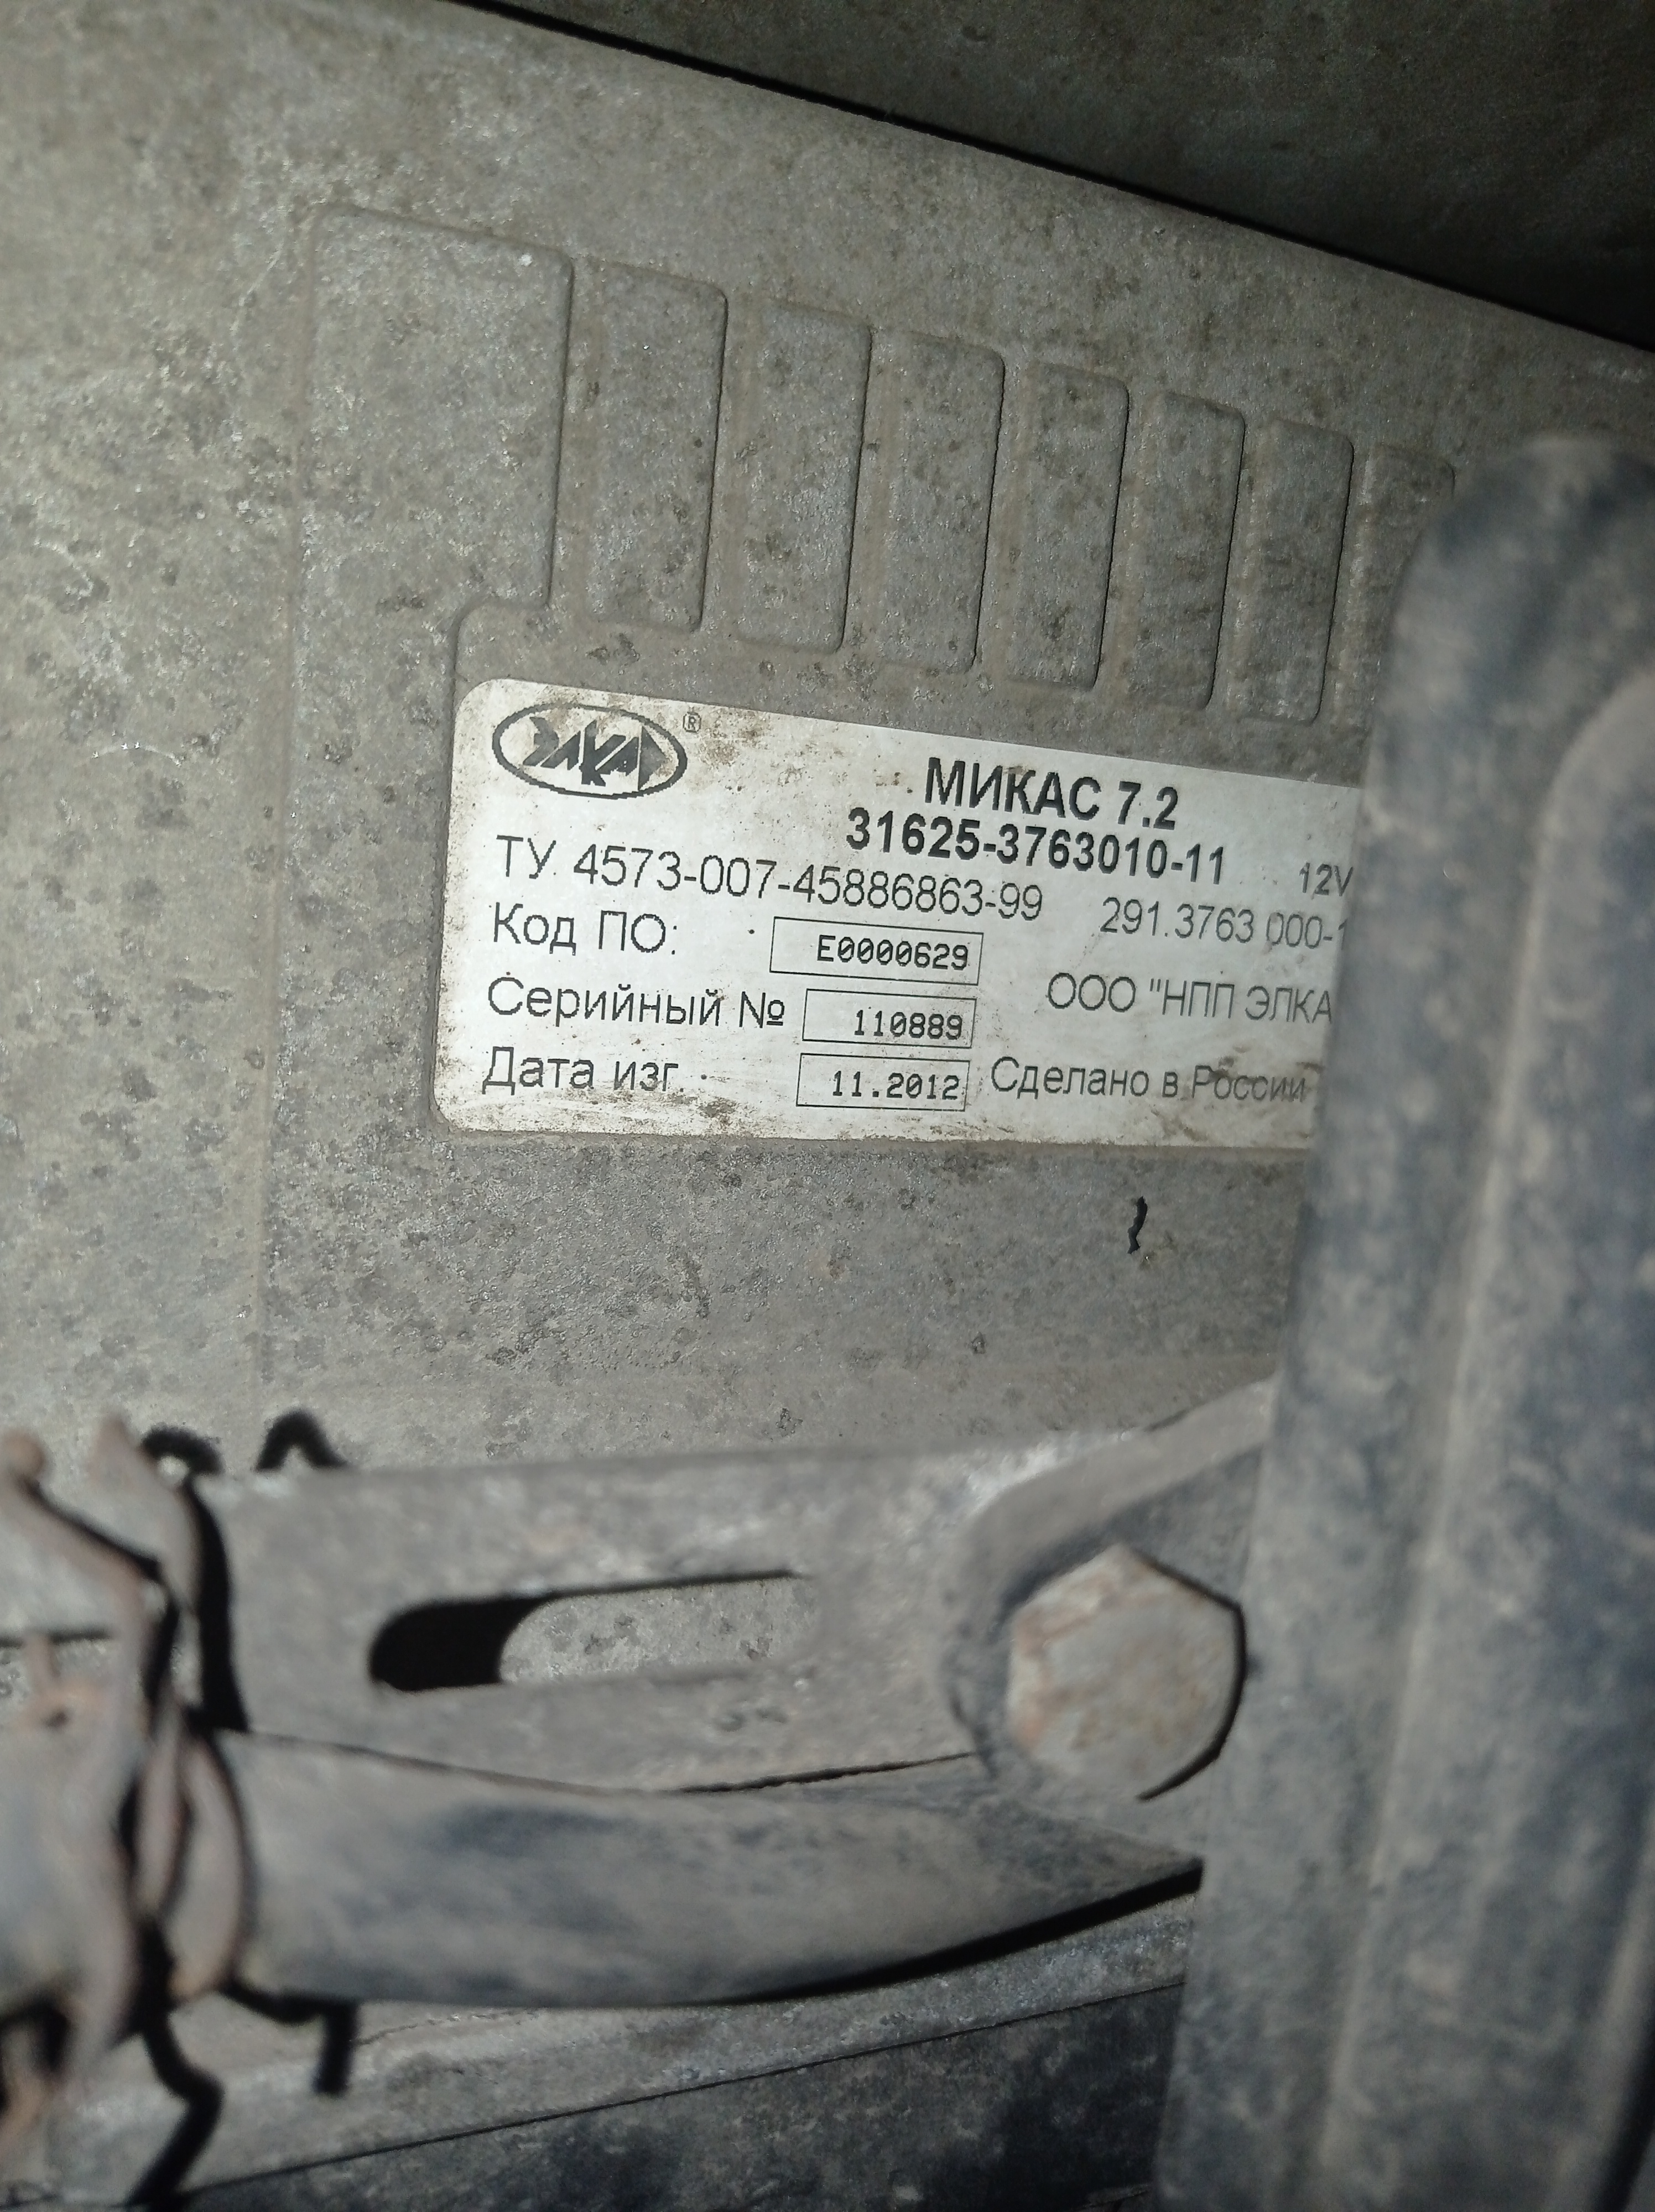 ЭЛКАР ®
МИКАС 7.2
31625-3763010-11 12V
ТУ 4573-007-45886863-99 291.3763 000-1
Код ПО: E0000629
Серийный № 110889 ООО "НПП ЭЛКА
Дата изг. 11.2012 Сделано в России